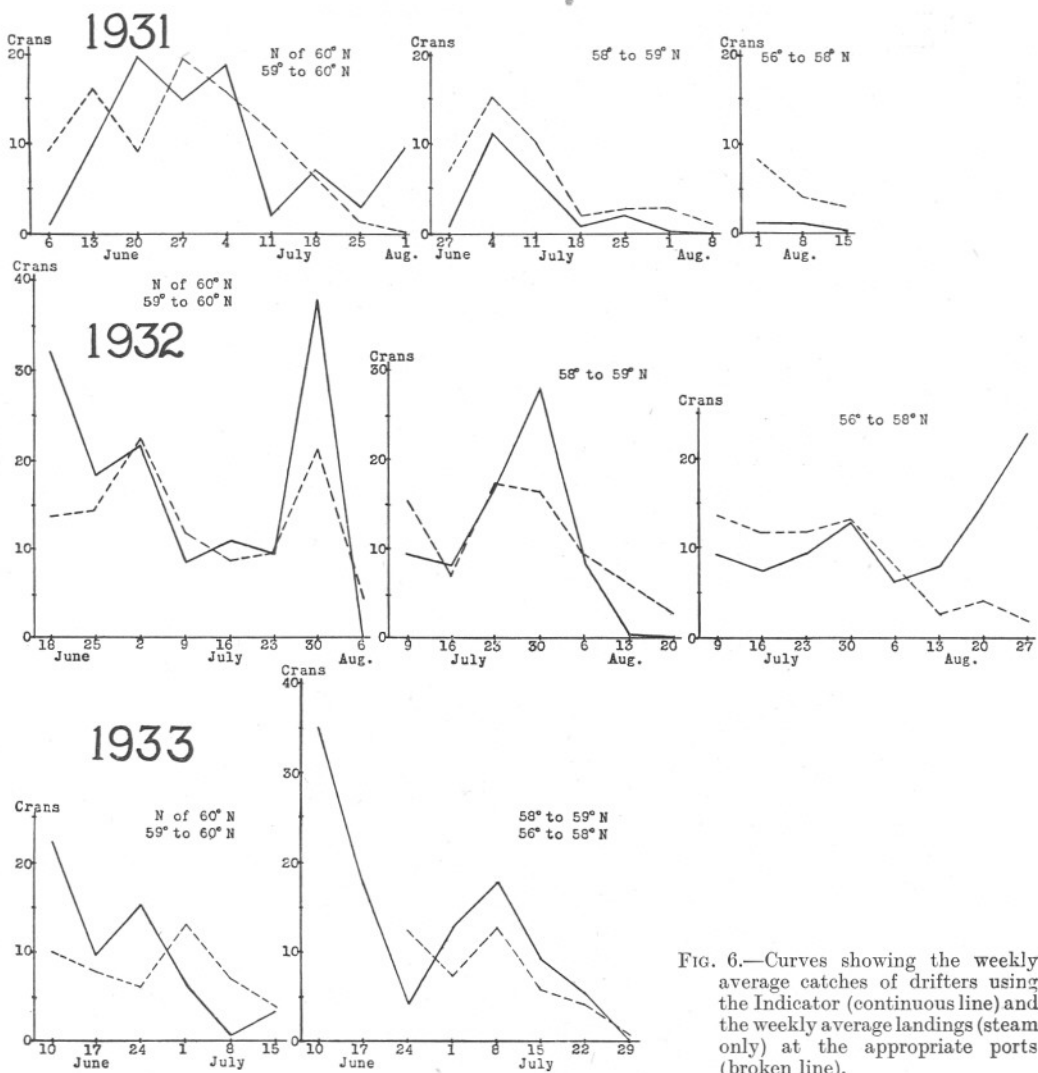 1931
Crans
20
10
0
N of 60° N
59° to 60° N
6 13 20 27 4 11 18 25 1
June July Aug.
Crans
20
10
0
58° to 59° N
27 4 11 18 25 1 8
June July Aug.
Crans
20
10
0
56° to 58° N
1 8 15
Aug.
1932
Crans
40
30
20
10
0
N of 60° N
59° to 60° N
18 25 2 9 16 23 30 6
June July Aug.
Crans
30
20
10
0
58° to 59° N
9 16 25 30 6 13 20
July Aug.
Crans
20
10
0
56° to 58° N
9 16 23 30 6 13 20 27
July Aug.
1933
Crans
20
10
0
N of 60° N
59° to 60° N
10 17 24 1 8 15
June July
Crans
40
30
20
10
0
58° to 59° N
56° to 58° N
10 17 24 1 8 15 22 29
June July
FIG. 6.—Curves showing the weekly
average catches of drifters using
the Indicator (continuous line) and
the weekly average landings (steam
only) at the appropriate ports
(broken line).